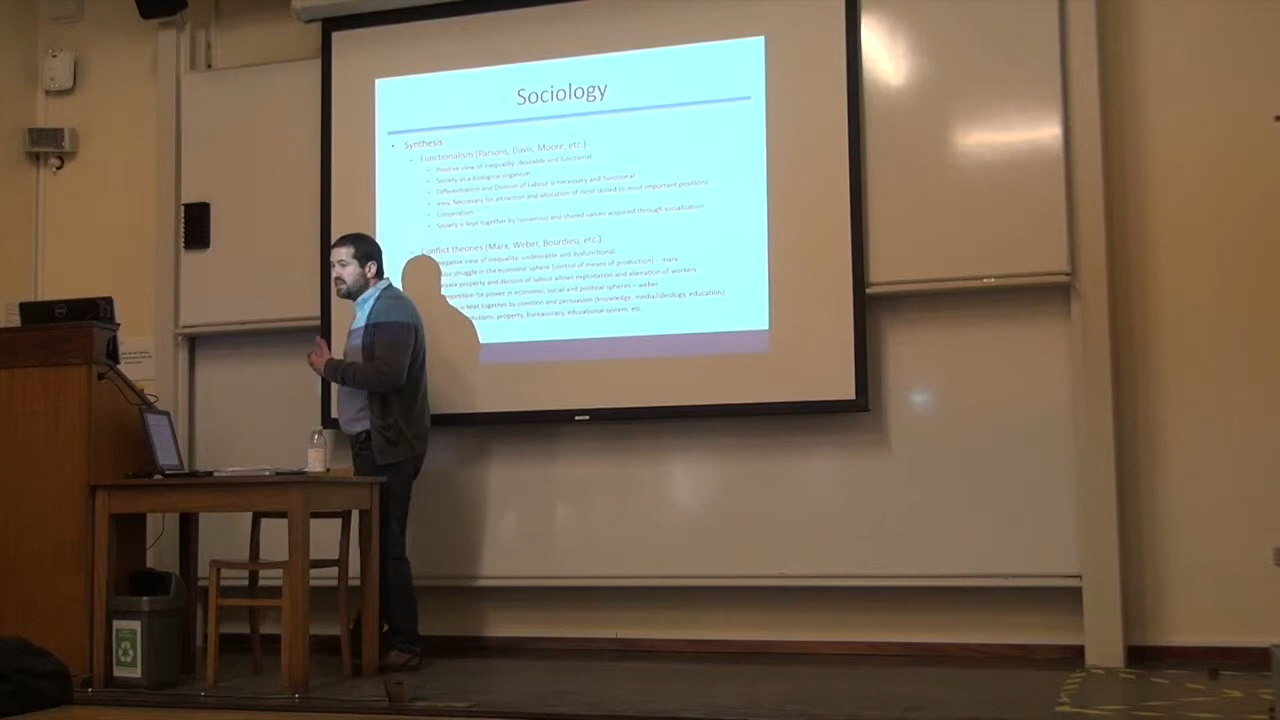 Sociology
• Synthesis
– Functionalism (Parsons, Davis, Moore, etc.)
• Positive view of inequality: desirable and functional
• Society as a biological organism
• Differentiation and Division of Labour is necessary and functional
• Ineq. Neccesary for attraction and allocation of most skilled to most important positions
• Cooperation
• Society is kept together by consensus and shared values acquired through socialization
– Conflict theories (Marx, Weber, Bourdieu, etc.)
negative view of inequality: undesirable and dysfunctional
struggle in the economic sphere (control of means of production) - marx
property and division of labour allows exploitation and alienation of workers
for power in economic, social and political spheres – weber
is kept together by coercion and persuasion (knowledge, media/ideology, education)
property, bureaucracy, educational system, etc.
DELL